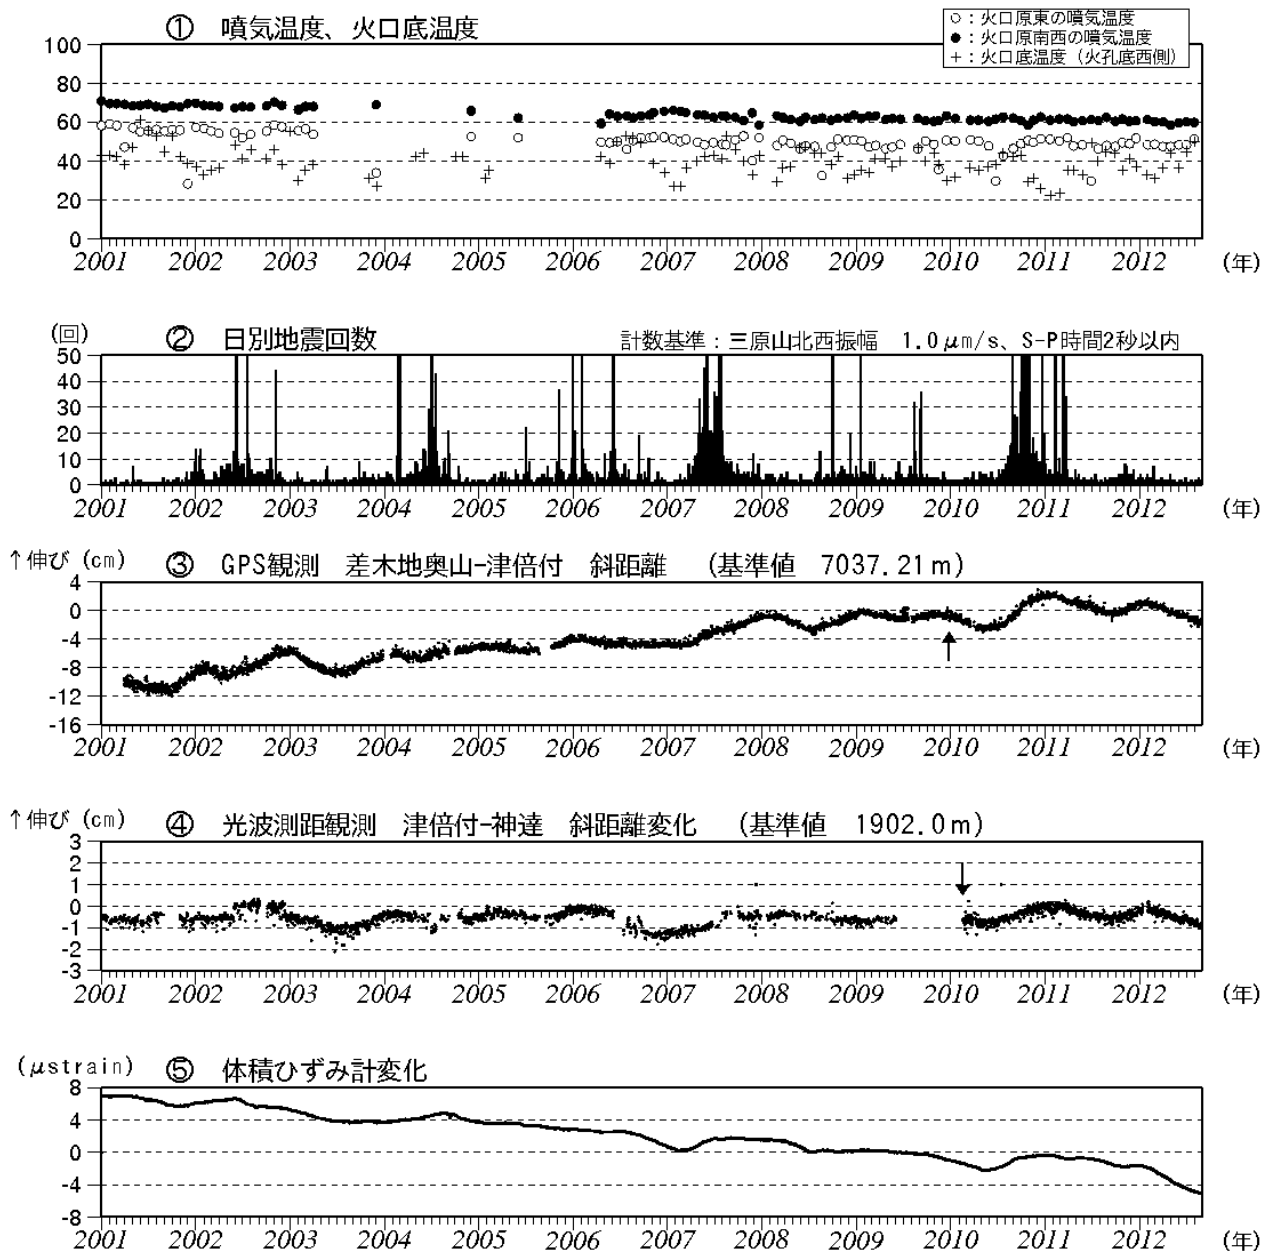 ① 噴気温度、火口底温度
○：火口原東の噴気温度
●：火口原南西の噴気温度
＋：火口底温度（火孔底西側）
100
80
60
40
20
0
2001 2002 2003 2004 2005 2006 2007 2008 2009 2010 2011 2012 (年)
(回) ② 日別地震回数 計数基準：三原山北西振幅 1.0μm/s、S-P時間2秒以内
50
40
30
20
10
0
2001 2002 2003 2004 2005 2006 2007 2008 2009 2010 2011 2012 (年)
↑伸び (cm) ③ GPS観測 差木地奥山-津倍付 斜距離 (基準値 7037.21m)
4
0
-4
-8
-12
-16
2001 2002 2003 2004 2005 2006 2007 2008 2009 2010 2011 2012 (年)
↑伸び (cm) ④ 光波測距観測 津倍付-神達 斜距離変化 (基準値 1902.0m)
3
2
1
0
-1
-2
-3
2001 2002 2003 2004 2005 2006 2007 2008 2009 2010 2011 2012 (年)
(μstrain) ⑤ 体積ひずみ計変化
8
4
0
-4
-8
2001 2002 2003 2004 2005 2006 2007 2008 2009 2010 2011 2012 (年)